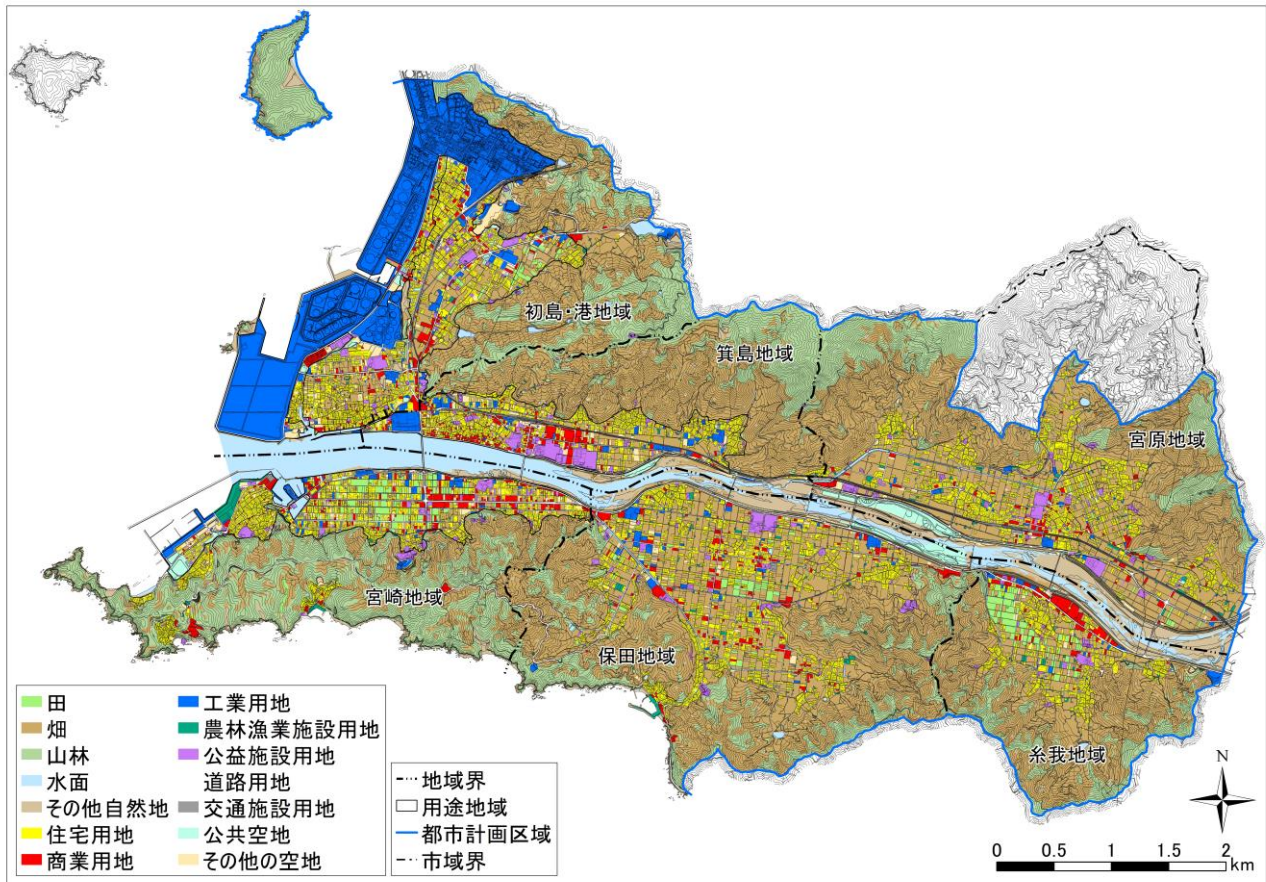 初島・港地域
箕島地域
宮原地域
宮崎地域
保田地域
糸我地域
田
畑
山林
水面
その他自然地
住宅用地
商業用地
工業用地
農林漁業施設用地
公益施設用地
道路用地
交通施設用地
公共空地
その他の空地
地域界
用途地域
都市計画区域
市域界
N
0 0.5 1 1.5 2
km